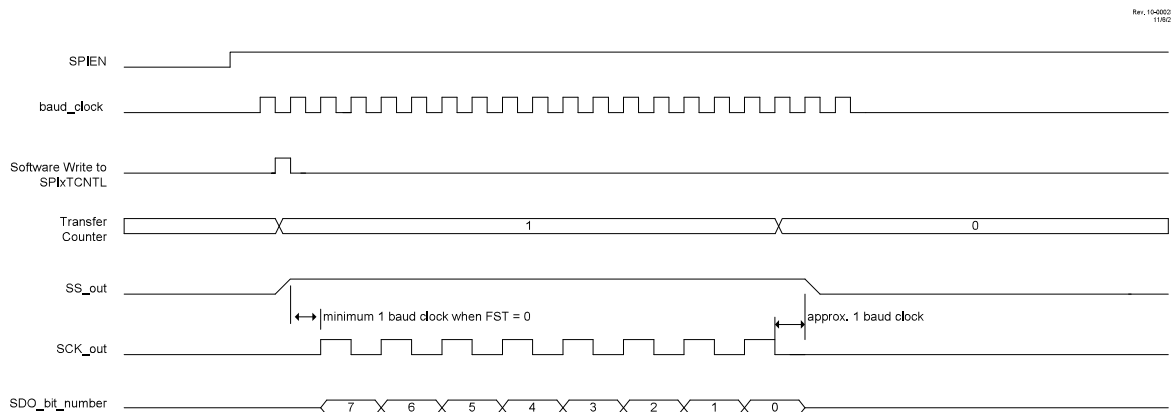 Rev. 10-0002
11/6/2
SPIEN
baud_clock
Software Write to
SPIxTCNTL
Transfer
Counter
1
0
SS_out
minimum 1 baud clock when FST = 0
approx. 1 baud clock
SCK_out
SDO_bit_number
7 6 5 4 3 2 1 0